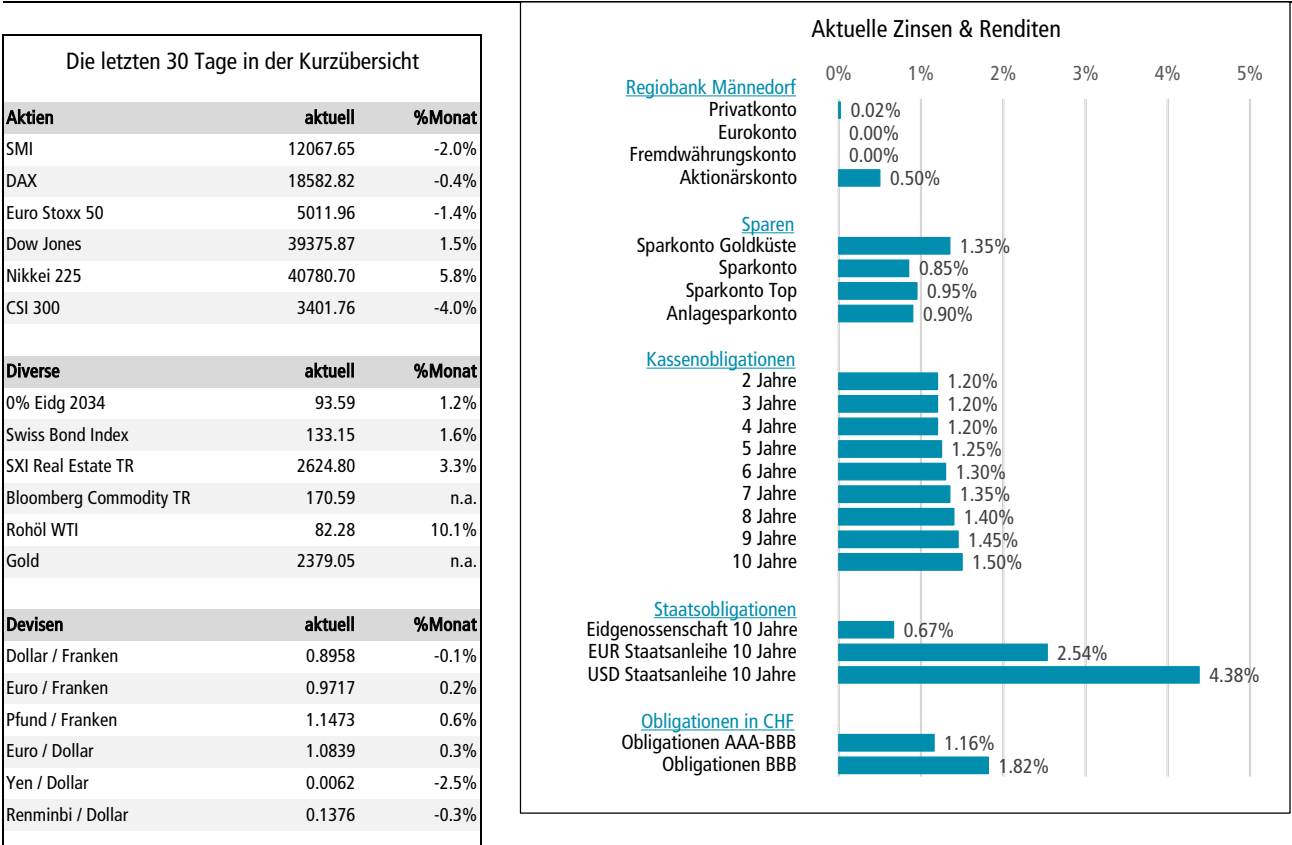 Die letzten 30 Tage in der Kurzübersicht
Aktien aktuell %Monat
SMI 12067.65 -2.0%
DAX 18582.82 -0.4%
Euro Stoxx 50 5011.96 -1.4%
Dow Jones 39375.87 1.5%
Nikkei 225 40780.70 5.8%
CSI 300 3401.76 -4.0%
Diverse aktuell %Monat
0% Eidg 2034 93.59 1.2%
Swiss Bond Index 133.15 1.6%
SXI Real Estate TR 2624.80 3.3%
Bloomberg Commodity TR 170.59 n.a.
Rohöl WTI 82.28 10.1%
Gold 2379.05 n.a.
Devisen aktuell %Monat
Dollar / Franken 0.8958 -0.1%
Euro / Franken 0.9717 0.2%
Pfund / Franken 1.1473 0.6%
Euro / Dollar 1.0839 0.3%
Yen / Dollar 0.0062 -2.5%
Renminbi / Dollar 0.1376 -0.3%
Aktuelle Zinsen & Renditen
0% 1% 2% 3% 4% 5%
Regiobank Männedorf
Privatkonto 0.02%
Eurokonto 0.00%
Fremdwährungskonto 0.00%
Aktionärskonto 0.50%
Sparen
Sparkonto Goldküste 1.35%
Sparkonto 0.85%
Sparkonto Top 0.95%
Anlagesparkonto 0.90%
Kassenobligationen
2 Jahre 1.20%
3 Jahre 1.20%
4 Jahre 1.20%
5 Jahre 1.25%
6 Jahre 1.30%
7 Jahre 1.35%
8 Jahre 1.40%
9 Jahre 1.45%
10 Jahre 1.50%
Staatsobligationen
Eidgenossenschaft 10 Jahre 0.67%
EUR Staatsanleihe 10 Jahre 2.54%
USD Staatsanleihe 10 Jahre 4.38%
Obligationen in CHF
Obligationen AAA-BBB 1.16%
Obligationen BBB 1.82%